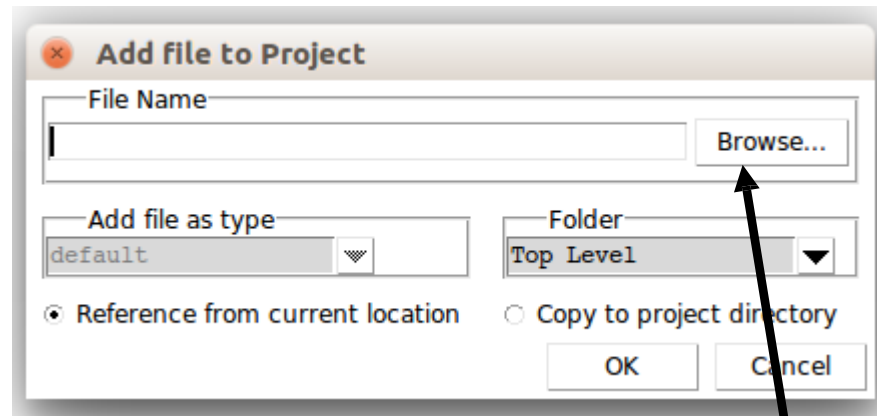 Add file to Project
File Name
Browse...
Add file as type
Folder
default
Top Level
Reference from current location
Copy to project directory
OK
Cancel